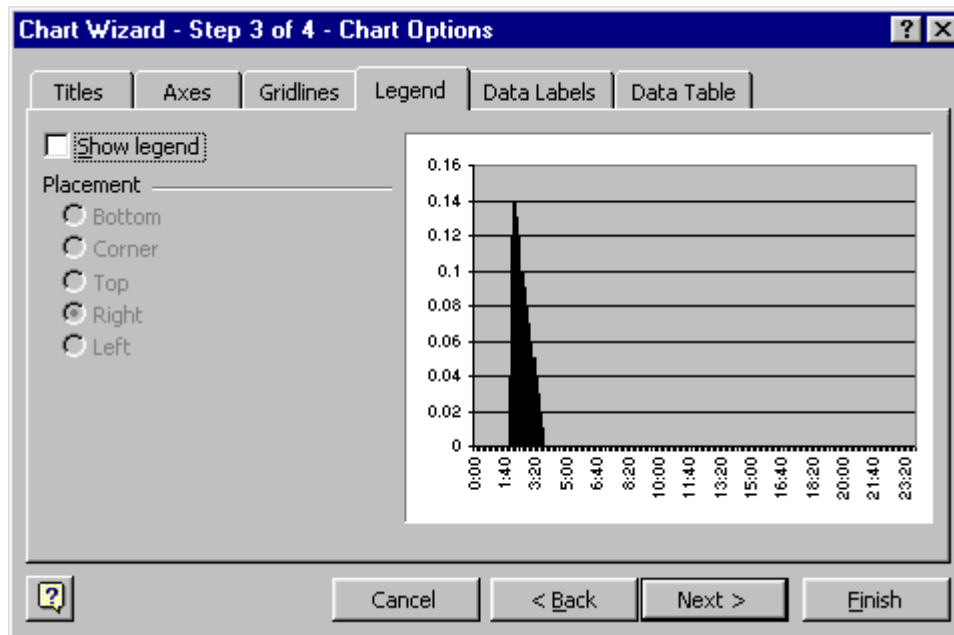 Chart Wizard - Step 3 of 4 - Chart Options
Titles Axes Gridlines Legend Data Labels Data Table
Show legend
Placement
Bottom
Corner
Top
Right
Left
0.16
0.14
0.12
0.1
0.08
0.06
0.04
0.02
0
0:00 1:40 3:20 5:00 6:40 8:20 10:00 11:40 13:20 15:00 16:40 18:20 20:00 21:40 23:20
Cancel < Back Next > Finish